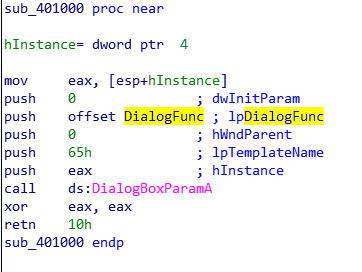 sub_401000 proc near
hInstance= dword ptr  4
mov     eax, [esp+hInstance]
push    0               ; dwInitParam
push    offset DialogFunc ; lpDialogFunc
push    0               ; hWndParent
push    65h             ; lpTemplateName
push    eax             ; hInstance
call    ds:DialogBoxParamA
xor     eax, eax
retn    10h
sub_401000 endp